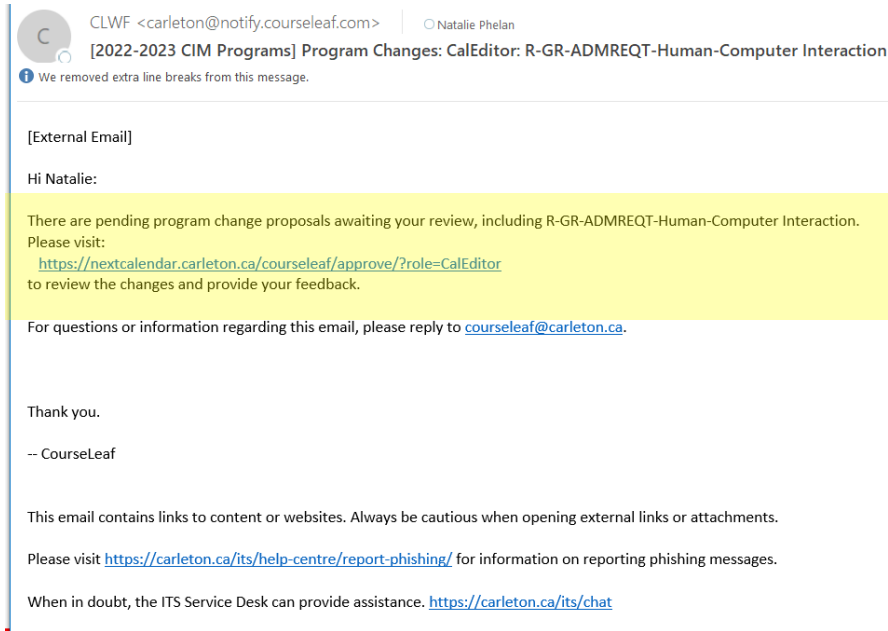 C
CLWF <carleton@notify.courseleaf.com>
Natalie Phelan
[2022-2023 CIM Programs] Program Changes: CalEditor: R-GR-ADMREQT-Human-Computer Interaction
We removed extra line breaks from this message.
[External Email]
Hi Natalie:
There are pending program change proposals awaiting your review, including R-GR-ADMREQT-Human-Computer Interaction.
Please visit:
https://nextcalendar.carleton.ca/courseleaf/approve/?role=CalEditor
to review the changes and provide your feedback.
For questions or information regarding this email, please reply to courseleaf@carleton.ca.
Thank you.
-- CourseLeaf
This email contains links to content or websites. Always be cautious when opening external links or attachments.
Please visit https://carleton.ca/its/help-centre/report-phishing/ for information on reporting phishing messages.
When in doubt, the ITS Service Desk can provide assistance. https://carleton.ca/its/chat